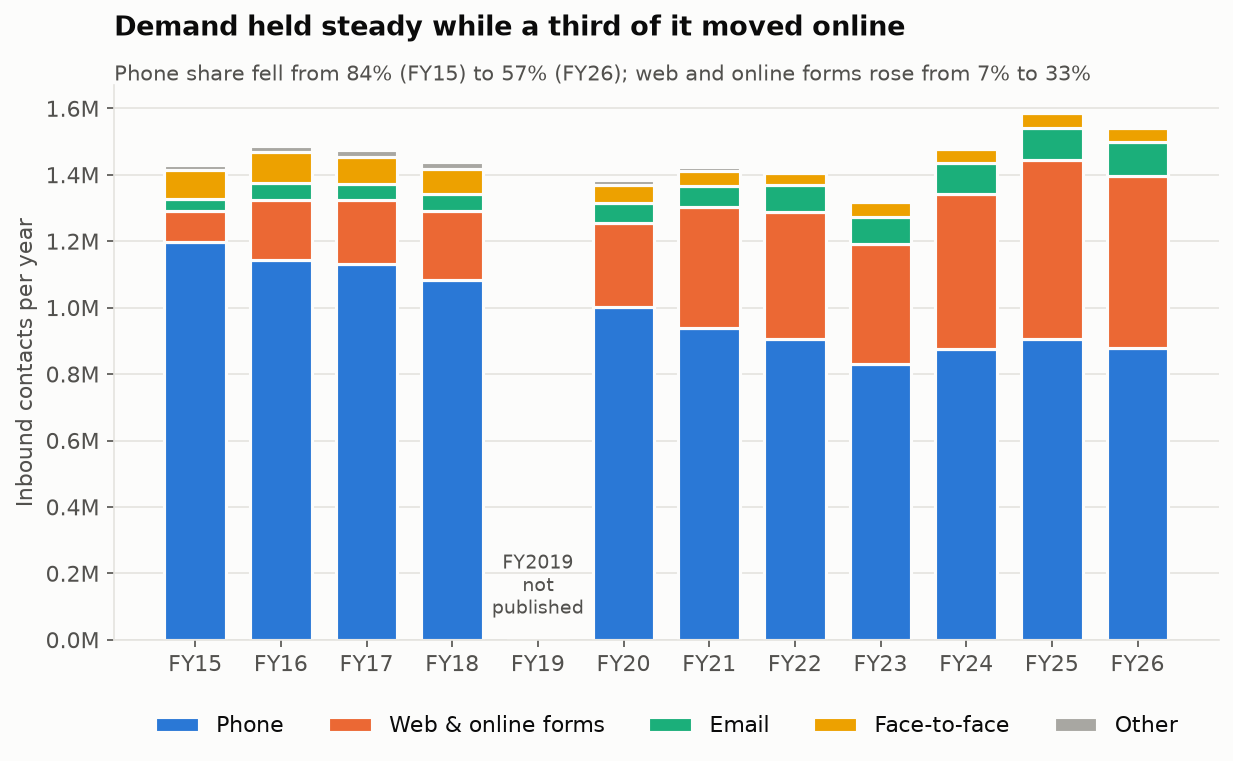 Demand held steady while a third of it moved online
Phone share fell from 84% (FY15) to 57% (FY26); web and online forms rose from 7% to 33%
Inbound contacts per year
1.6M
1.4M
1.2M
1.0M
0.8M
0.6M
0.4M
0.2M
0.0M
FY2019
not
published
FY15 FY16 FY17 FY18 FY19 FY20 FY21 FY22 FY23 FY24 FY25 FY26
Phone Web & online forms Email Face-to-face Other